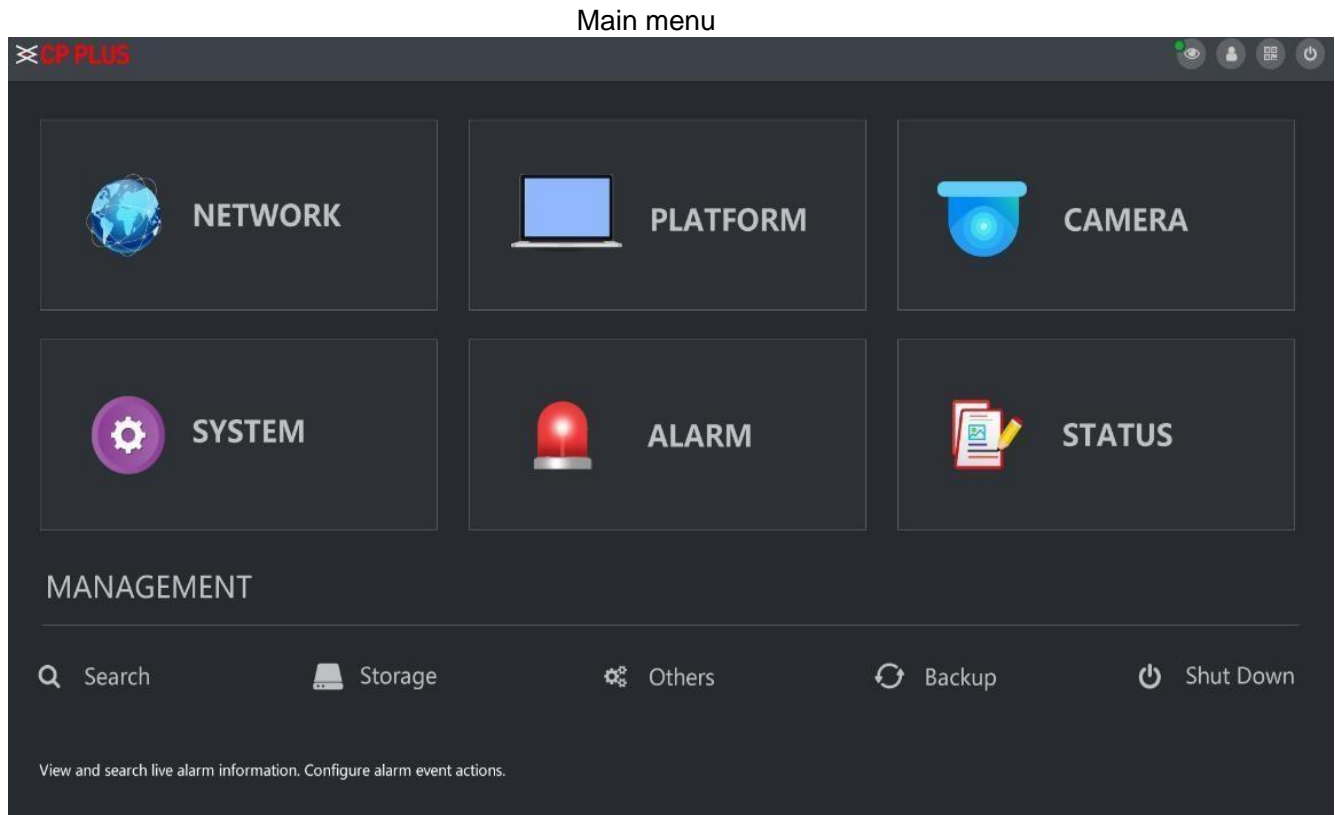 Main menu
CP PLUS
NETWORK
PLATFORM
CAMERA
SYSTEM
ALARM
STATUS
MANAGEMENT
Search
Storage
Others
Backup
Shut Down
View and search live alarm information. Configure alarm event actions.